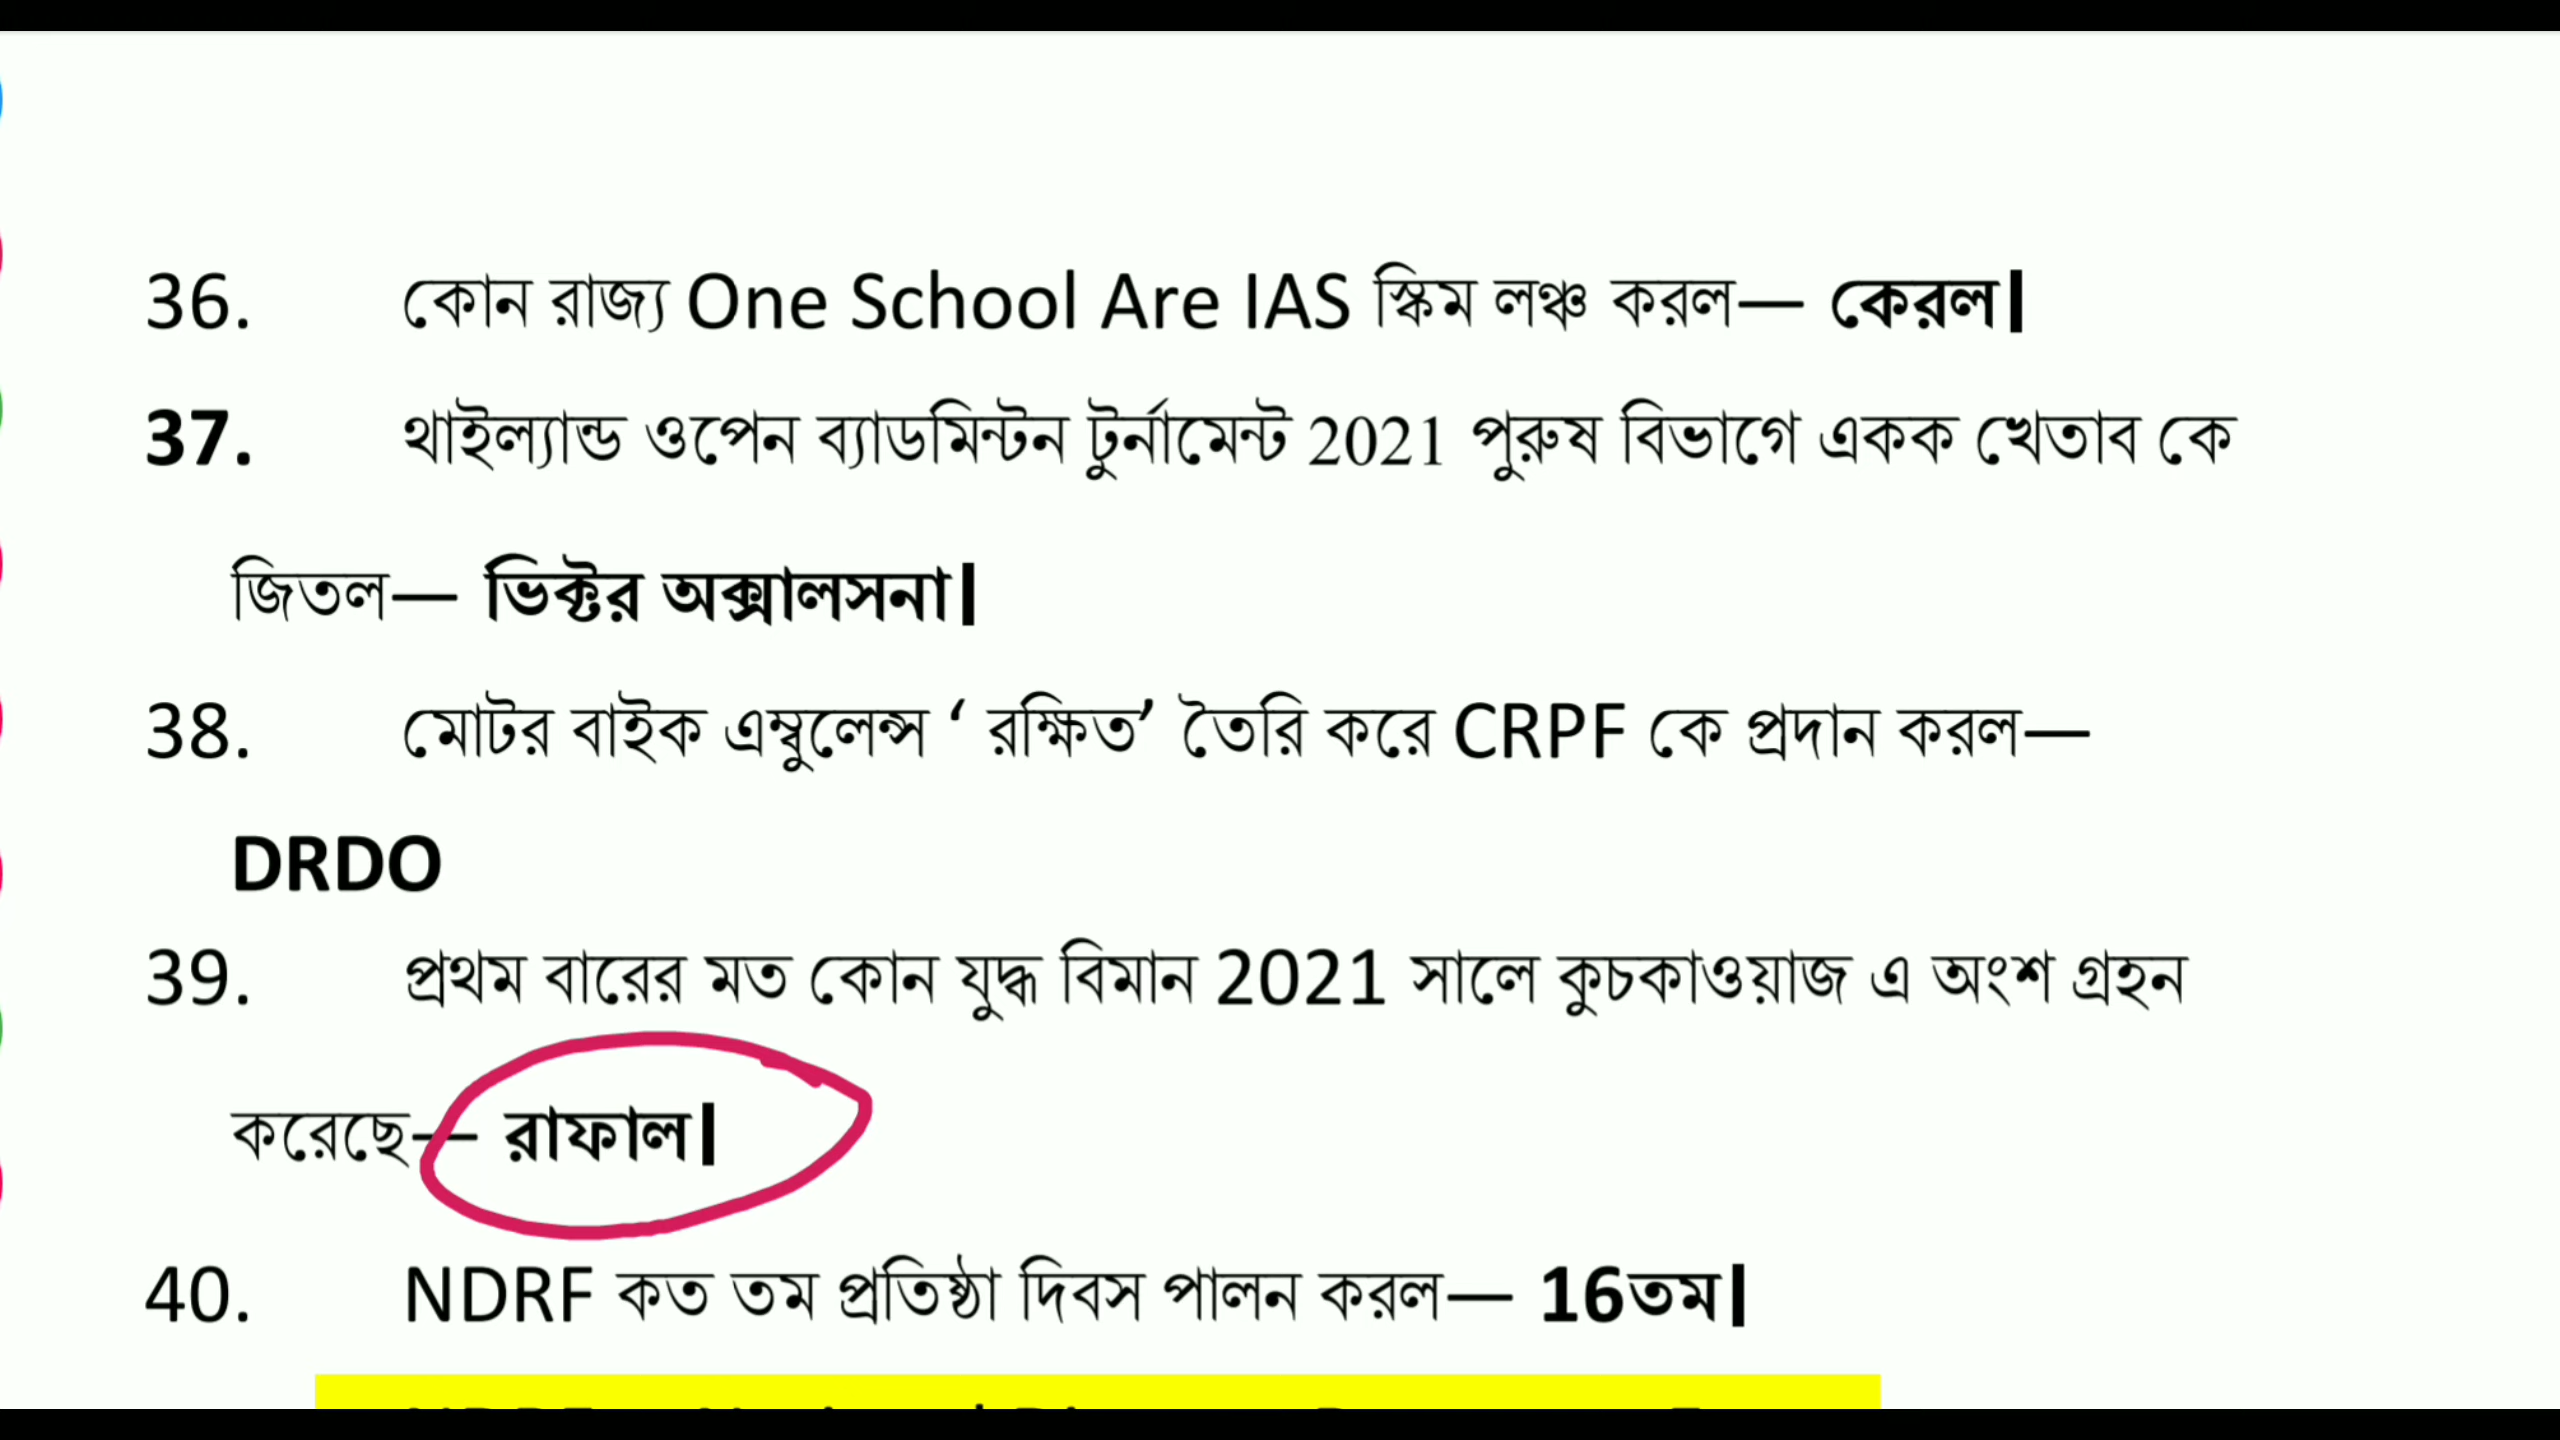 36. কোন রাজ্য One School Are IAS স্কিম লঞ্চ করল— কেরল।
37. থাইল্যান্ড ওপেন ব্যাডমিন্টন টুর্নামেন্ট 2021 পুরুষ বিভাগে একক খেতাব কে
জিতল— ভিক্টর অক্সালসনা।
38. মোটর বাইক এম্বুলেন্স ‘ রক্ষিত’ তৈরি করে CRPF কে প্রদান করল—
DRDO
39. প্রথম বারের মত কোন যুদ্ধ বিমান 2021 সালে কুচকাওয়াজ এ অংশ গ্রহন
করেছে— রাফাল।
40. NDRF কত তম প্রতিষ্ঠা দিবস পালন করল— 16তম।